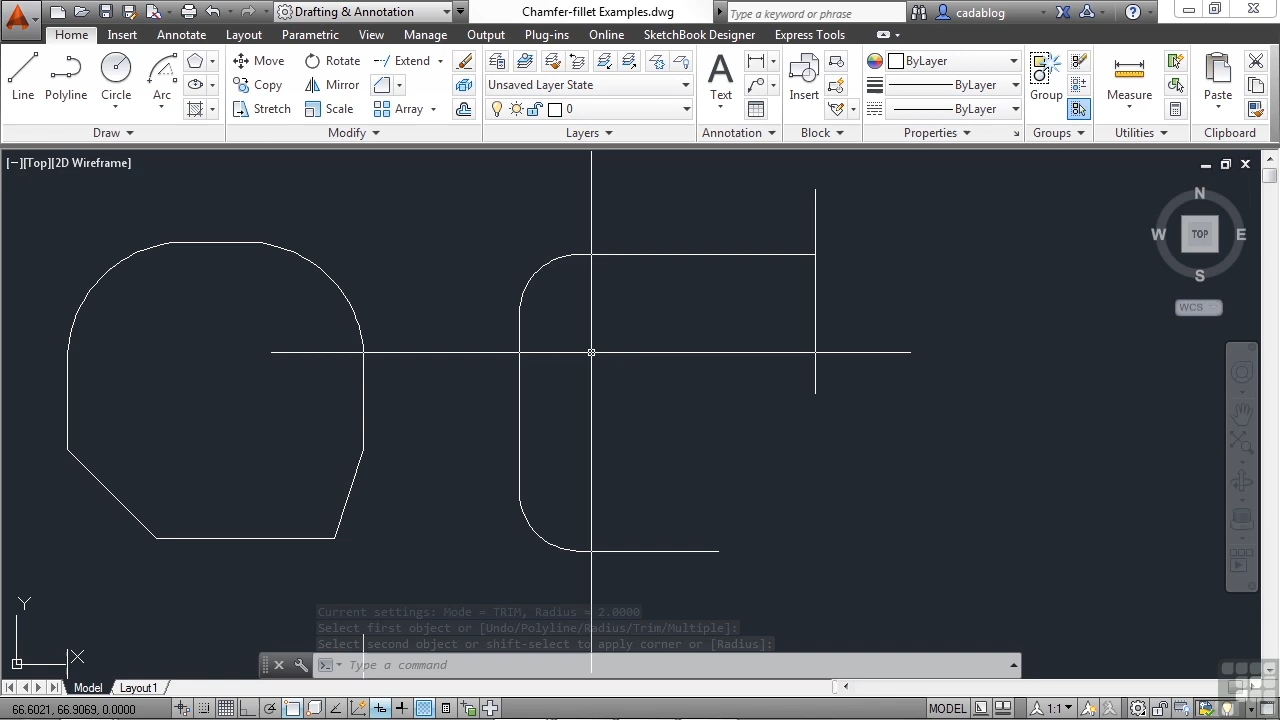 Drafting & Annotation
Chamfer-fillet Examples.dwg
Type a keyword or phrase
cadablog
Home Insert Annotate Layout Parametric View Manage Output Plug-ins Online SketchBook Designer Express Tools
Line Polyline Circle Arc
Move Rotate Extend
Copy Mirror
Stretch Scale Array
Unsaved Layer State
0
Text
Insert
ByLayer
ByLayer
ByLayer
Group
Measure
Paste
Draw Modify Layers Annotation Block Properties Groups Utilities Clipboard
[−][Top][2D Wireframe]
N
W TOP E
S
WCS
Y
X
Current settings: Mode = TRIM, Radius = 2.0000
Select first object or [Undo/Polyline/Radius/Trim/Multiple]:
Select second object or shift-select to apply corner or [Radius]:
Type a command
Model Layout1
66.6021, 66.9069, 0.0000
MODEL
1:1